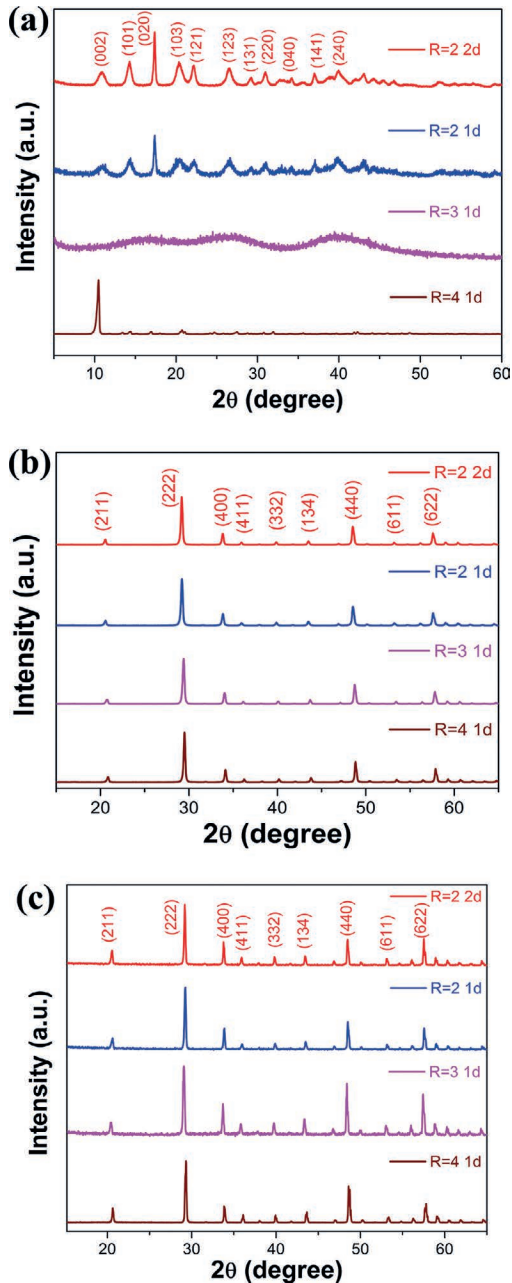 (a)
(002)
(101)
(020)
(103)
(121)
(123)
(131)
(220)
(040)
(141)
(240)
R=2 2d
R=2 1d
R=3 1d
R=4 1d
Intensity (a.u.)
10 20 30 40 50 60
2θ (degree)
(b)
(211)
(222)
(400)
(411)
(332)
(134)
(440)
(611)
(622)
R=2 2d
R=2 1d
R=3 1d
R=4 1d
Intensity (a.u.)
20 30 40 50 60
2θ (degree)
(c)
(211)
(222)
(400)
(411)
(332)
(134)
(440)
(611)
(622)
R=2 2d
R=2 1d
R=3 1d
R=4 1d
Intensity (a.u.)
20 30 40 50 60
2θ (degree)